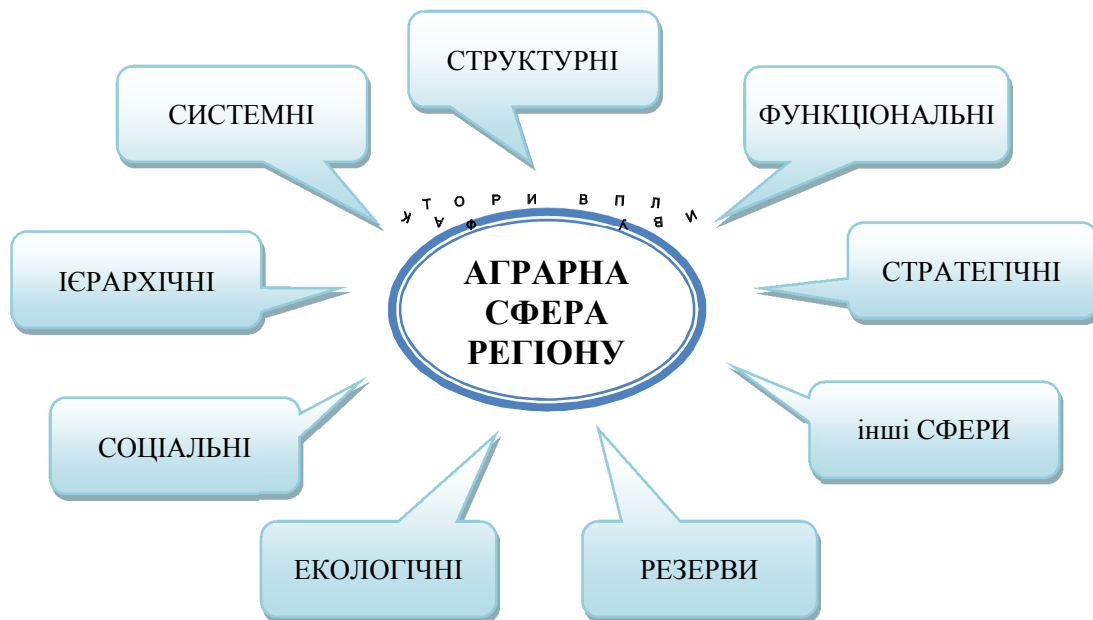 СТРУКТУРНІ
СИСТЕМНІ
ФУНКЦІОНАЛЬНІ
ФАКТОРИ ВПЛИВУ
ІЄРАРХІЧНІ
АГРАРНА
СФЕРА
РЕГІОНУ
СТРАТЕГІЧНІ
СОЦІАЛЬНІ
інші СФЕРИ
ЕКОЛОГІЧНІ
РЕЗЕРВИ